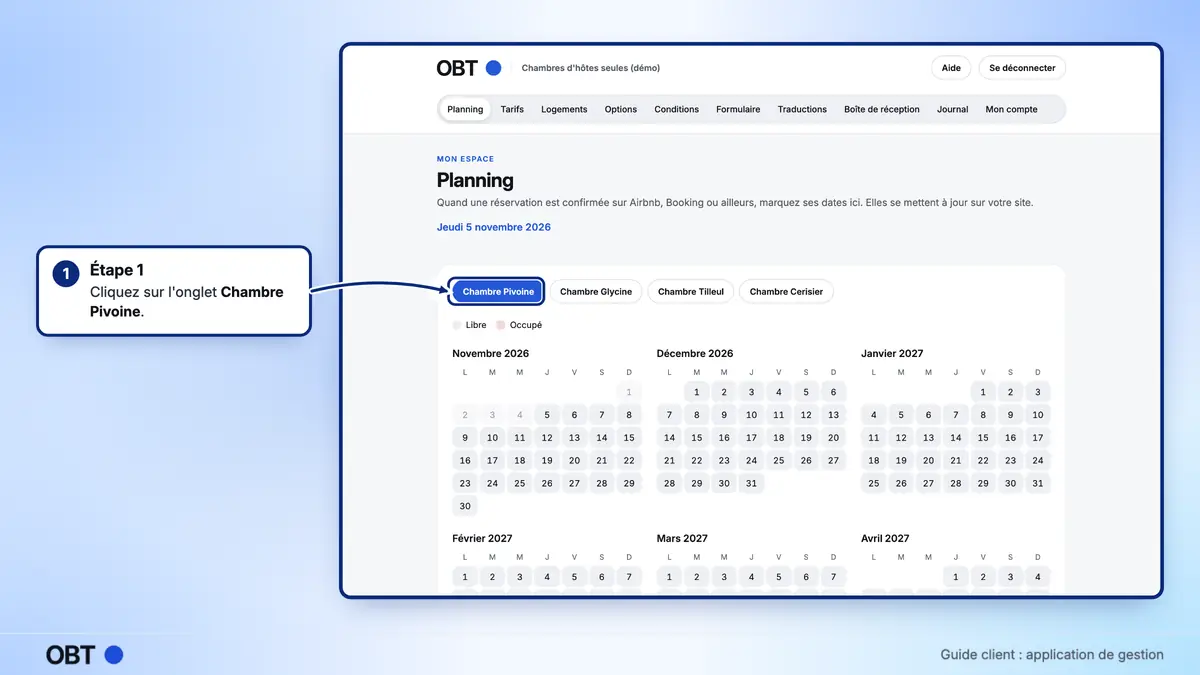 OBT
Chambres d'hôtes seules (démo)
Aide
Se déconnecter
Planning
Tarifs
Logements
Options
Conditions
Formulaire
Traductions
Boîte de réception
Journal
Mon compte
MON ESPACE
Planning
Quand une réservation est confirmée sur Airbnb, Booking ou ailleurs, marquez ses dates ici. Elles se mettent à jour sur votre site.
Jeudi 5 novembre 2026
1
Étape 1
Cliquez sur l'onglet Chambre
Pivoine.
Chambre Pivoine
Chambre Glycine
Chambre Tilleul
Chambre Cerisier
Libre
Occupé
Novembre 2026
L M M J V S D
1
2 3 4 5 6 7 8
9 10 11 12 13 14 15
16 17 18 19 20 21 22
23 24 25 26 27 28 29
30
Décembre 2026
L M M J V S D
1 2 3 4 5 6
7 8 9 10 11 12 13
14 15 16 17 18 19 20
21 22 23 24 25 26 27
28 29 30 31
Janvier 2027
L M M J V S D
1 2 3
4 5 6 7 8 9 10
11 12 13 14 15 16 17
18 19 20 21 22 23 24
25 26 27 28 29 30 31
Février 2027
L M M J V S D
1 2 3 4 5 6 7
Mars 2027
L M M J V S D
1 2 3 4 5 6 7
Avril 2027
L M M J V S D
1 2 3 4
OBT
Guide client : application de gestion